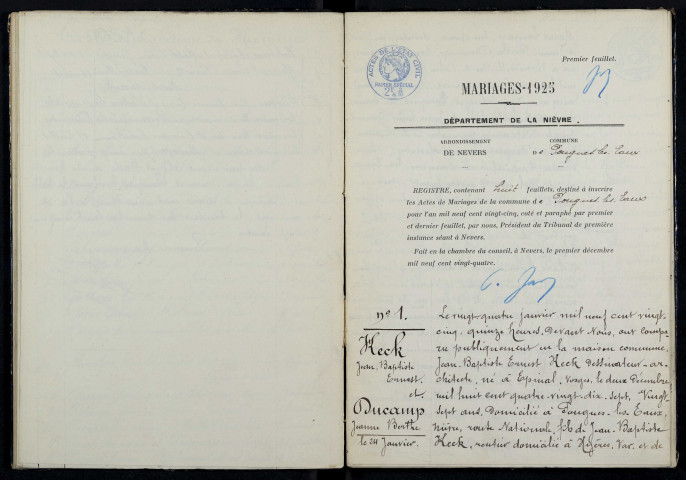 Premier feuillet.
ACTES DE L'ÉTAT CIVIL
PAPIER SPÉCIAL
MARIAGES-1925
DÉPARTEMENT DE LA NIÈVRE.
ARRONDISSEMENT
DE NEVERS
COMMUNE
De Pougues-les-Eaux
REGISTRE, contenant huit feuillets, destiné à inscrire
les Actes de Mariages de la commune de Pougues-les-Eaux
pour l'an mil neuf cent vingt-cinq, coté et paraphé par premier
et dernier feuillet, par nous, Président du Tribunal de première
instance séant à Nevers.
Fait en la chambre du conseil, à Nevers, le premier décembre
mil neuf cent vingt-quatre.
n° 1.
Heck
Jean-Baptiste
Ernest.
et
Ducamp
Jeanne Berthe
le 24 Janvier.
Le vingt-quatre janvier mil neuf cent vingt-
cinq, quinze heures, Devant Nous, ont compa-
ru publiquement en la maison commune,
Jean-Baptiste Ernest Heck Dessinateur-ar-
chitecte, né à Epinal, Vosges, le deux Décembre
mil huit cent quatre-vingt-dix-sept, Vingt
sept ans, Domicilié à Pougues-les-Eaux,
Nièvre, route Nationale, fils de Jean-Baptiste
Heck, rentier domicilié à Hyères, Var, et de